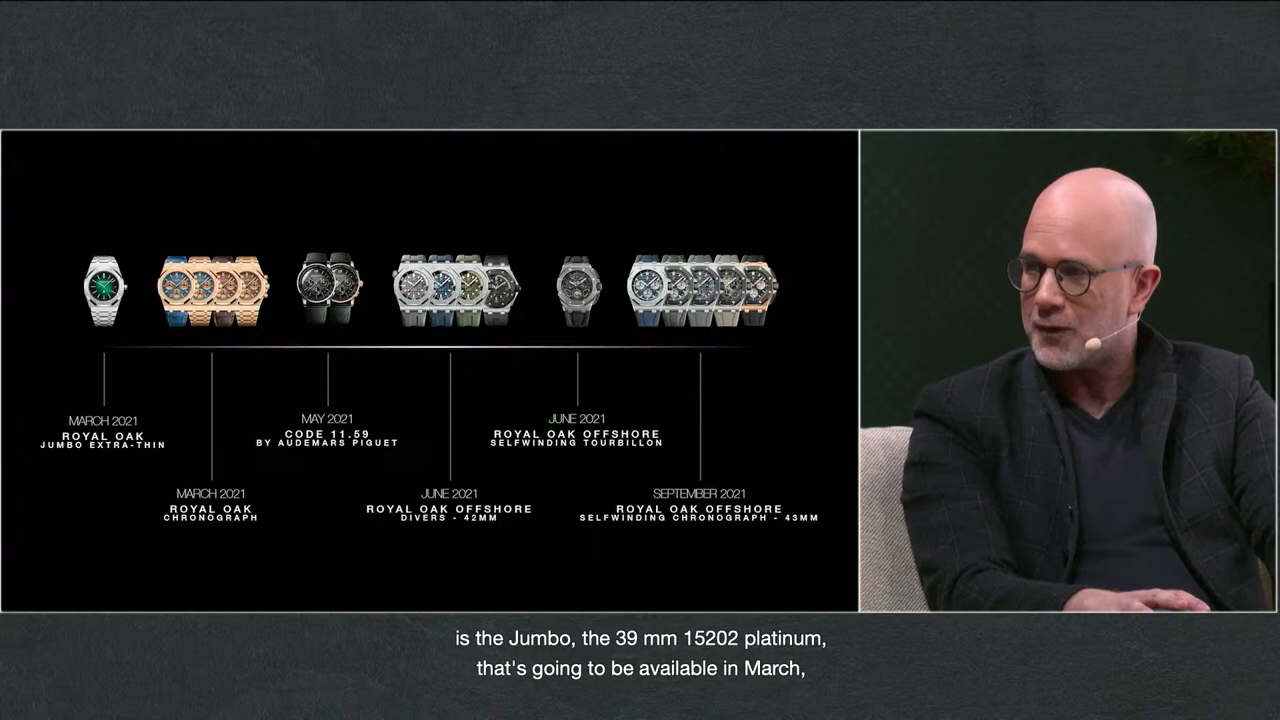 MARCH 2021
ROYAL OAK
JUMBO EXTRA-THIN
MARCH 2021
ROYAL OAK
CHRONOGRAPH
MAY 2021
CODE 11.59
BY AUDEMARS PIGUET
JUNE 2021
ROYAL OAK OFFSHORE
DIVERS - 42MM
JUNE 2021
ROYAL OAK OFFSHORE
SELFWINDING TOURBILLON
SEPTEMBER 2021
ROYAL OAK OFFSHORE
SELFWINDING CHRONOGRAPH - 43MM
is the Jumbo, the 39 mm 15202 platinum,
that's going to be available in March,